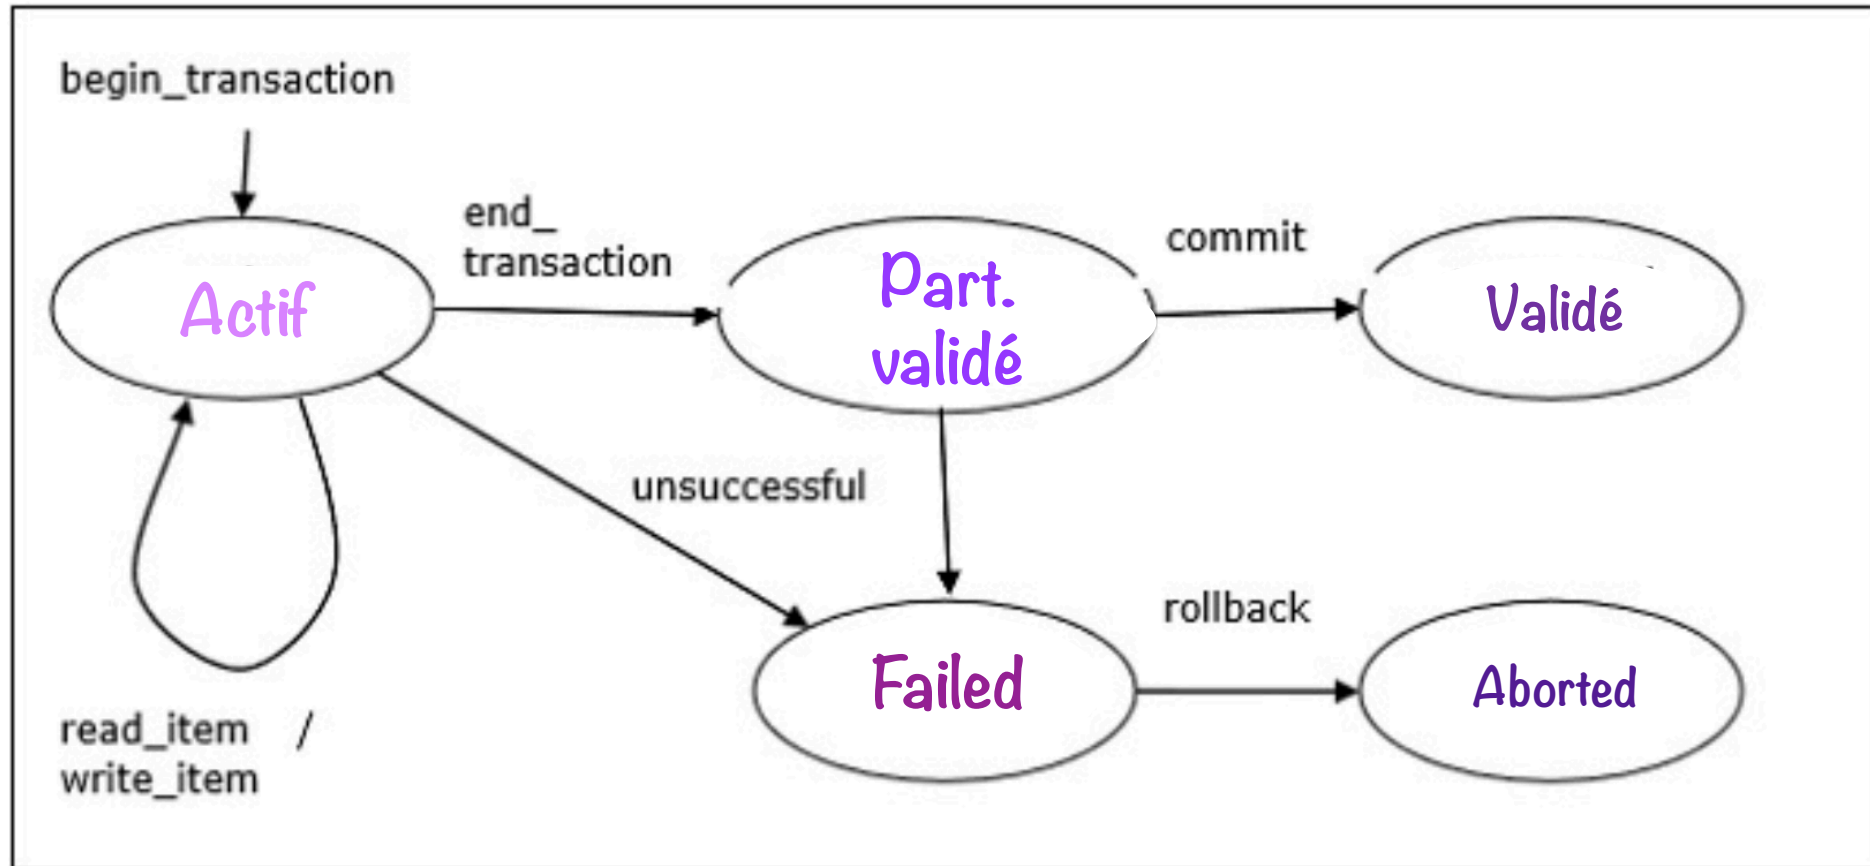 begin_transaction
end_
transaction
commit
Actif
Part.
validé
Validé
unsuccessful
rollback
Failed
Aborted
read_item /
write_item